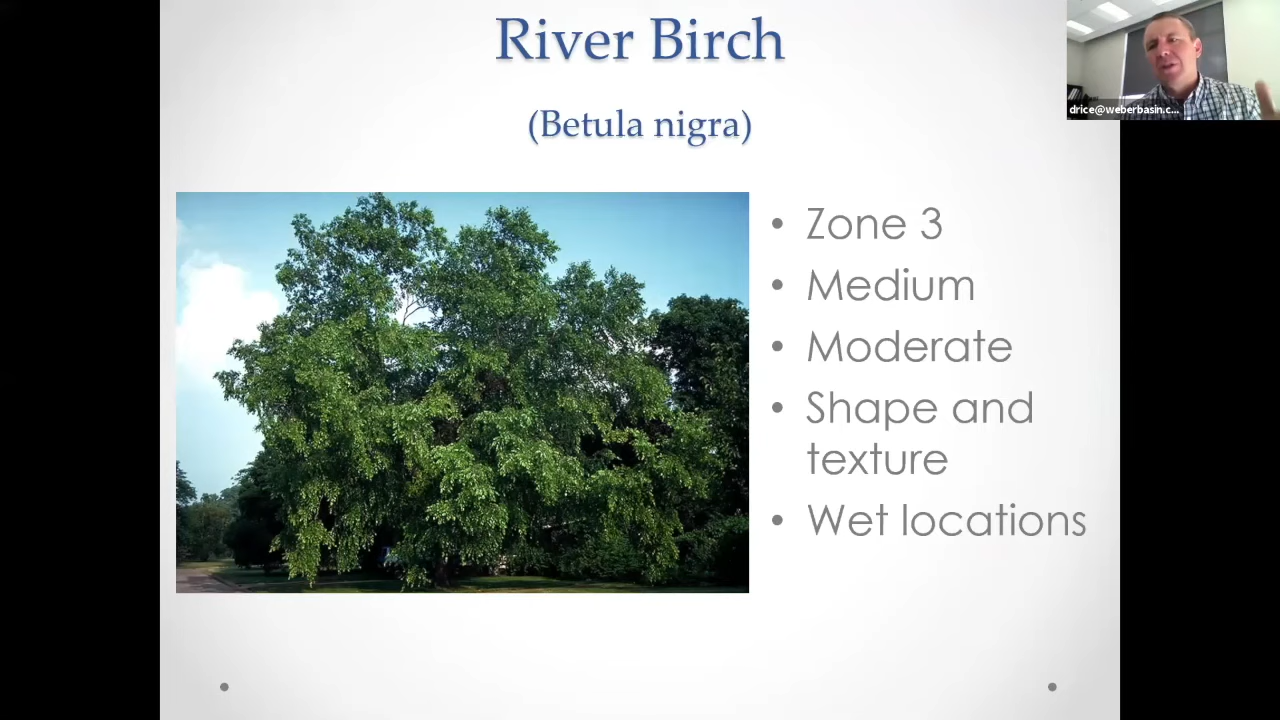 River Birch
(Betula nigra)
drice@weberbasin.c...
• Zone 3
• Medium
• Moderate
• Shape and
texture
• Wet locations